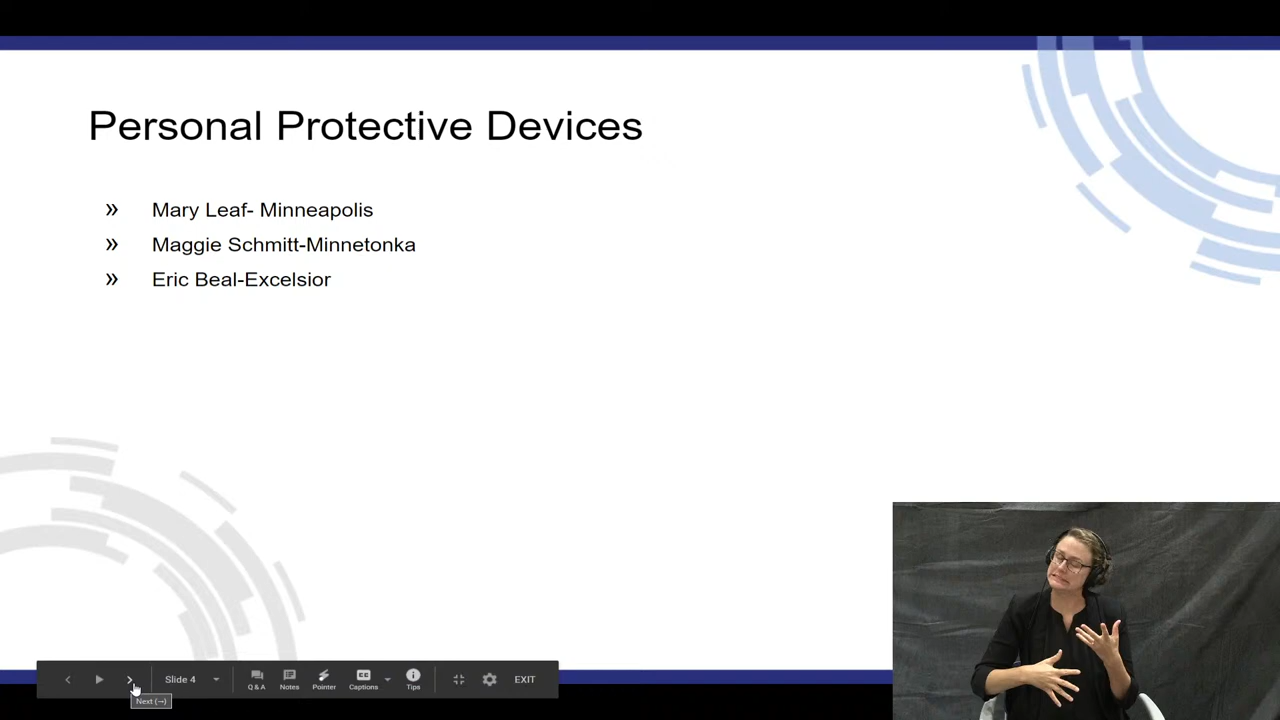 Personal Protective Devices
» Mary Leaf- Minneapolis
» Maggie Schmitt-Minnetonka
» Eric Beal-Excelsior
Slide 4
Q & A
Notes
Pointer
CC
Captions
Tips
EXIT
Next (→)